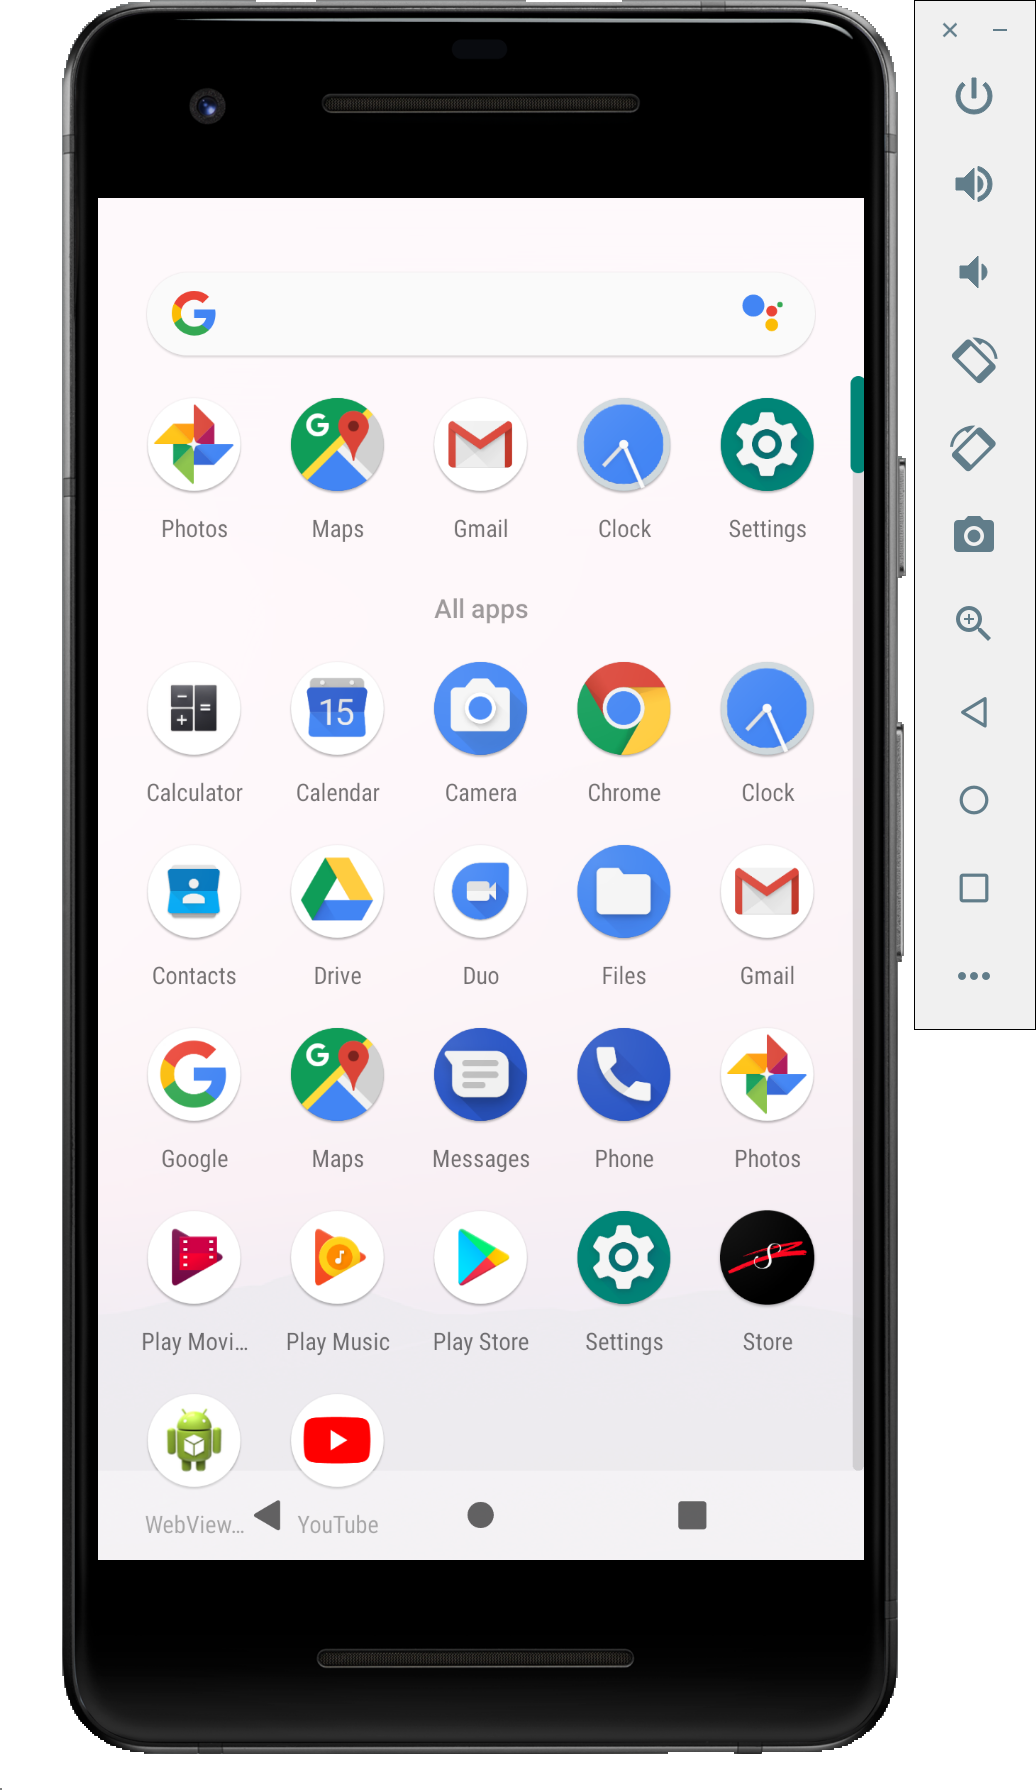 Photos Maps Gmail Clock Settings
All apps
15
Calculator Calendar Camera Chrome Clock
Contacts Drive Duo Files Gmail
Google Maps Messages Phone Photos
Play Movi... Play Music Play Store Settings Store
WebView... YouTube